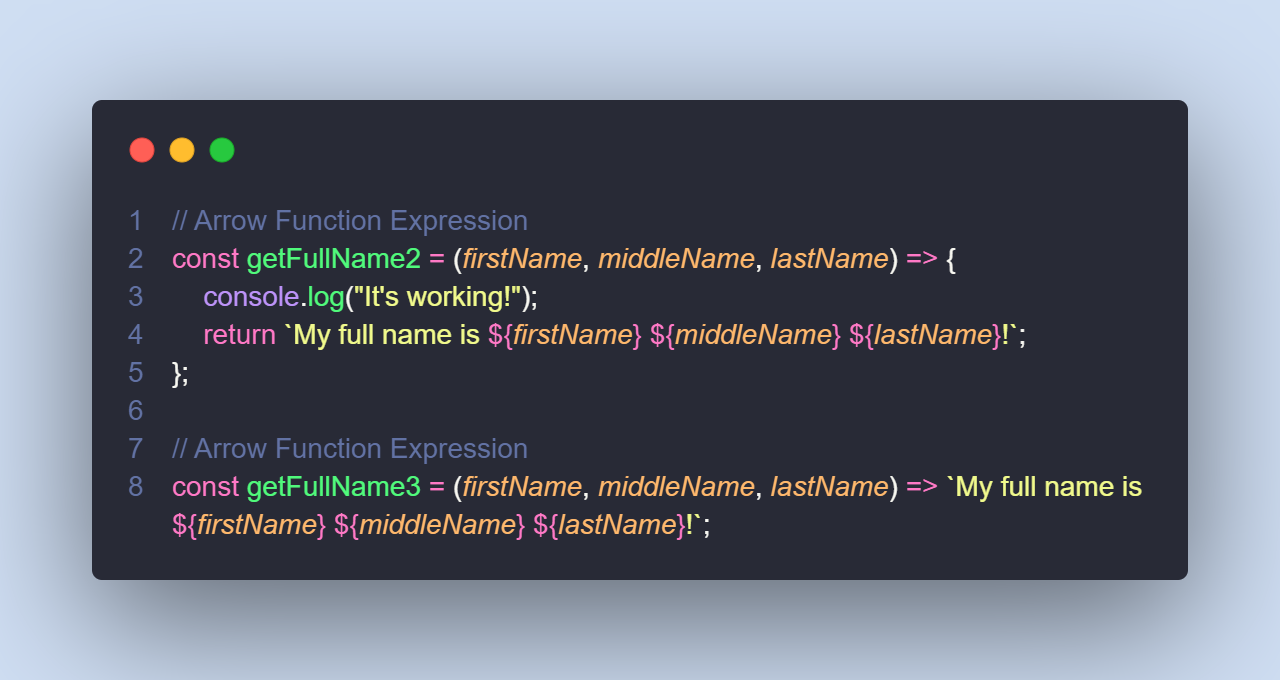 1 // Arrow Function Expression
2 const getFullName2 = (firstName, middleName, lastName) => {
3     console.log("It's working!");
4     return `My full name is ${firstName} ${middleName} ${lastName}!`;
5 };
6
7 // Arrow Function Expression
8 const getFullName3 = (firstName, middleName, lastName) => `My full name is
${firstName} ${middleName} ${lastName}!`;